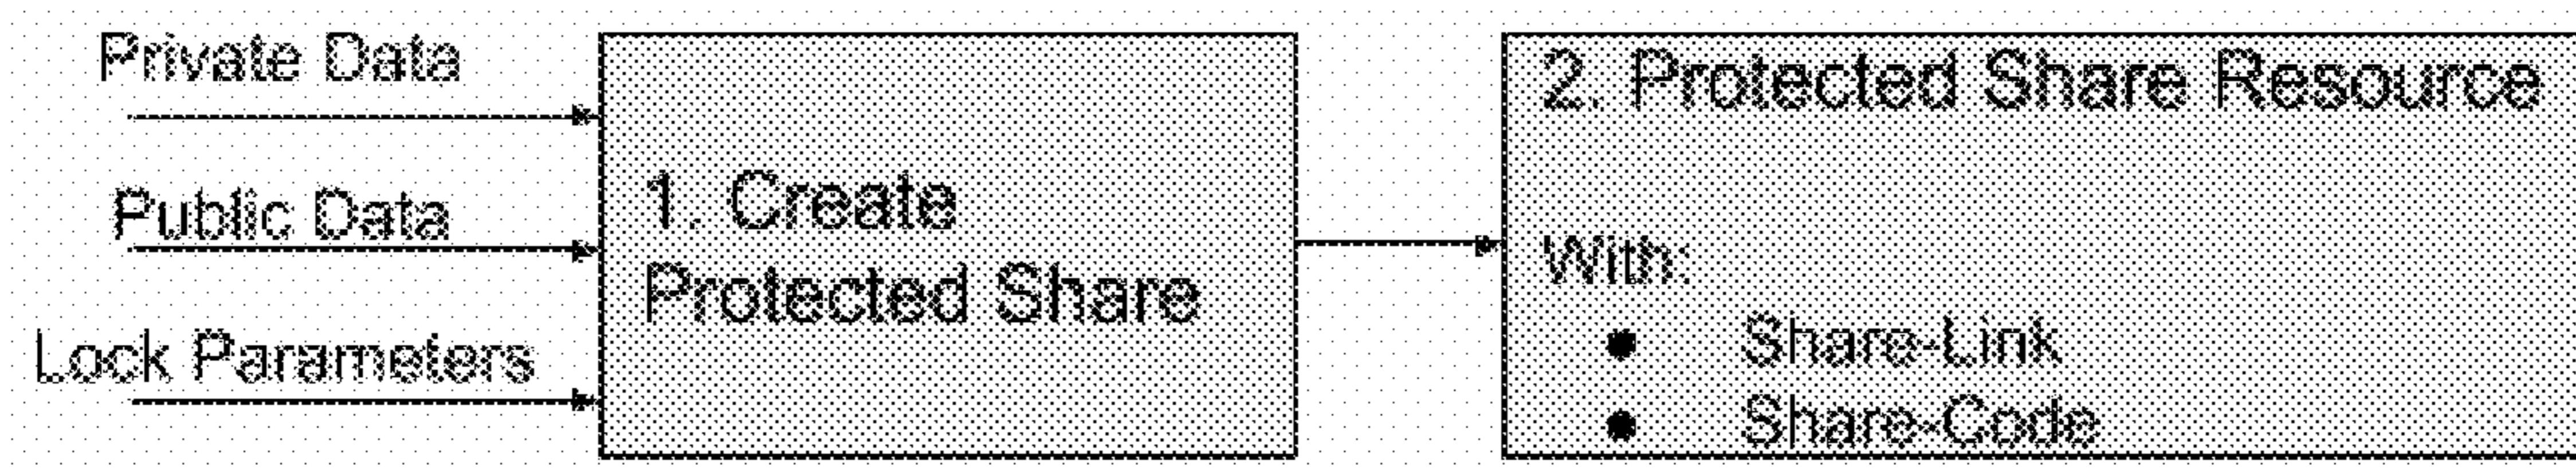 Private Data
Public Data
Lock Parameters
1. Create
Protected Share
2. Protected Share Resource
With:
● Share-Link
● Share-Code